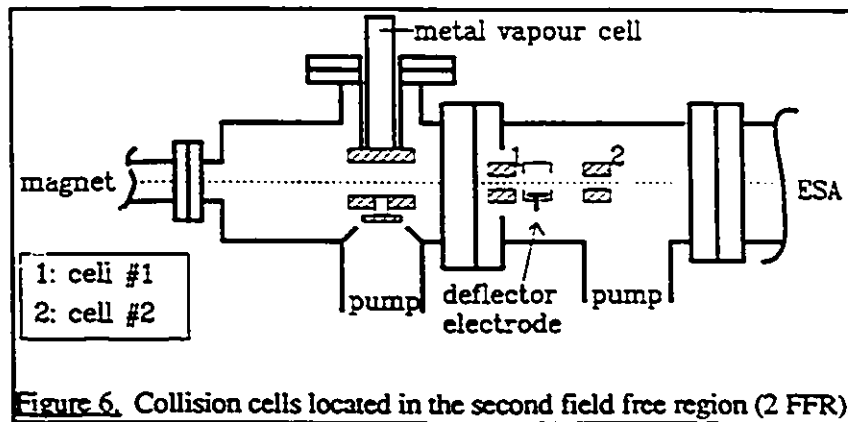 metal vapour cell
magnet
1
2
ESA
1: cell #1
2: cell #2
pump
deflector
electrode
pump
Figure 6. Collision cells located in the second field free region (2 FFR)